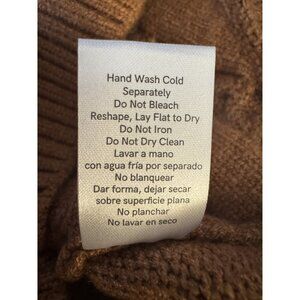 Hand Wash Cold
Separately
Do Not Bleach
Reshape, Lay Flat to Dry
Do Not Iron
Do Not Dry Clean
Lavar a mano
con agua fría por separado
No blanquear
Dar forma, dejar secar
sobre superficie plana
No planchar
No lavar en seco